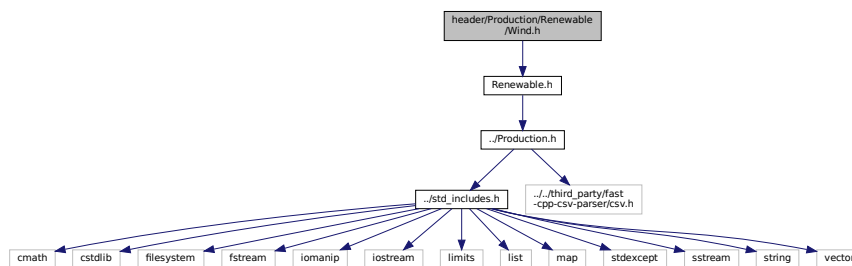 header/Production/Renewable
/Wind.h
Renewable.h
../Production.h
../std_includes.h
../../third_party/fast
-cpp-csv-parser/csv.h
cmath
cstdlib
filesystem
fstream
iomanip
iostream
limits
list
map
stdexcept
sstream
string
vector